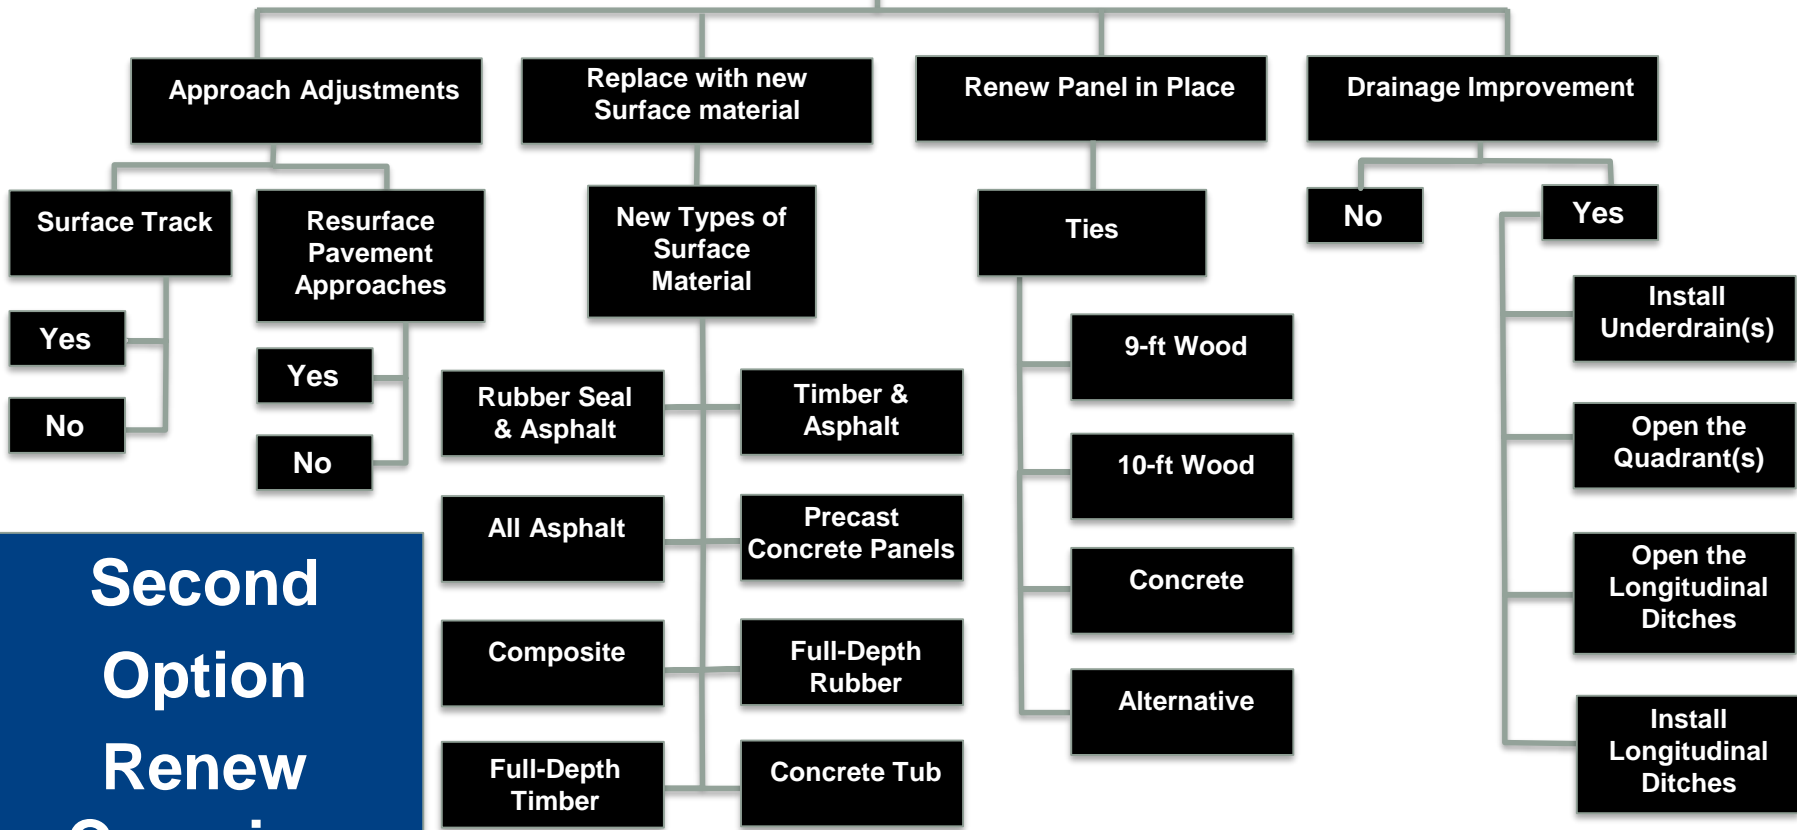 Approach Adjustments
Replace with new
Surface material
Renew Panel in Place
Drainage Improvement
Surface Track
Yes
No
Resurface
Pavement
Approaches
Yes
No
New Types of
Surface
Material
Rubber Seal
& Asphalt
Timber &
Asphalt
All Asphalt
Precast
Concrete Panels
Composite
Full-Depth
Rubber
Full-Depth
Timber
Concrete Tub
Ties
9-ft Wood
10-ft Wood
Concrete
Alternative
No
Yes
Install
Underdrain(s)
Open the
Quadrant(s)
Open the
Longitudinal
Ditches
Install
Longitudinal
Ditches
Second
Option
Renew